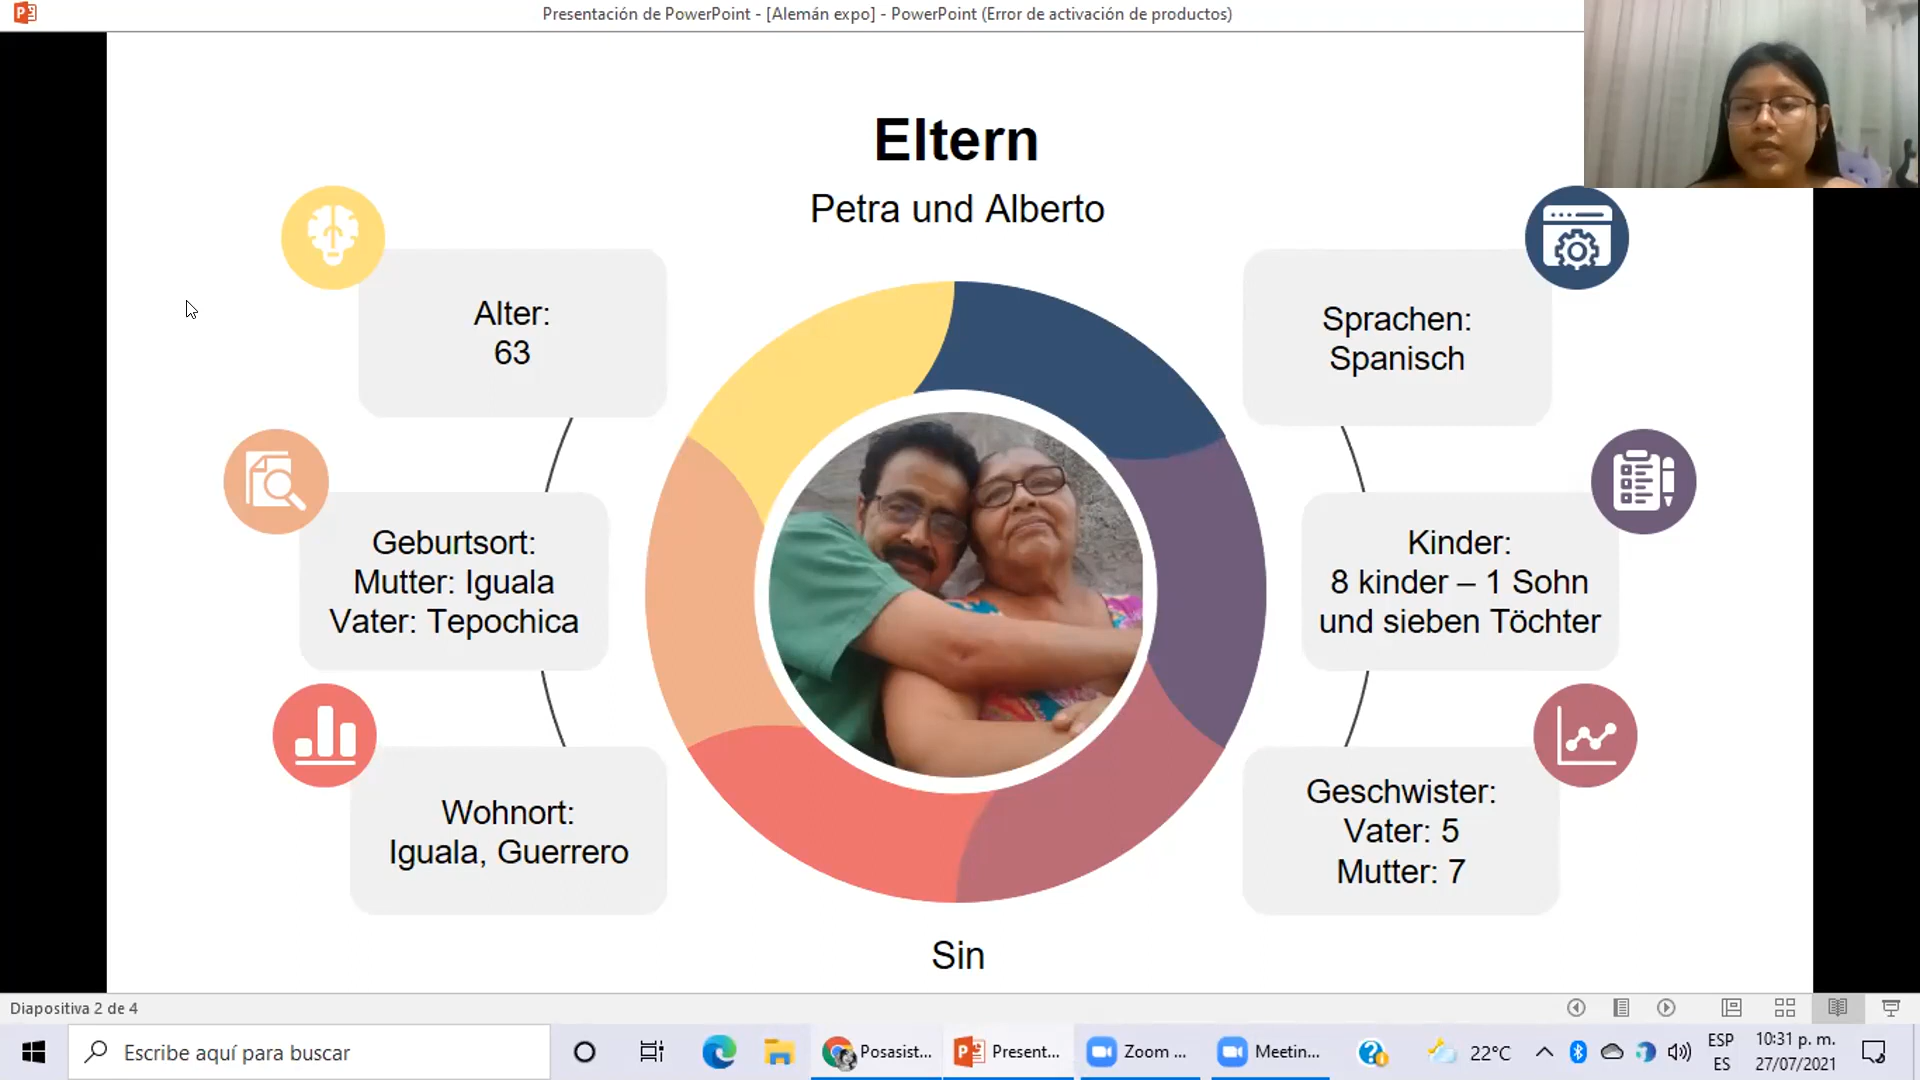 Presentación de PowerPoint - [Alemán expo] - PowerPoint (Error de activación de productos)
Eltern
Petra und Alberto
Alter:
63
Geburtsort:
Mutter: Iguala
Vater: Tepochica
Wohnort:
Iguala, Guerrero
Sprachen:
Spanisch
Kinder:
8 kinder – 1 Sohn
und sieben Töchter
Geschwister:
Vater: 5
Mutter: 7
Sin
Diapositiva 2 de 4
Escribe aquí para buscar
Posasist...
Present...
Zoom ...
Meetin...
22°C
ESP
ES
10:31 p. m.
27/07/2021